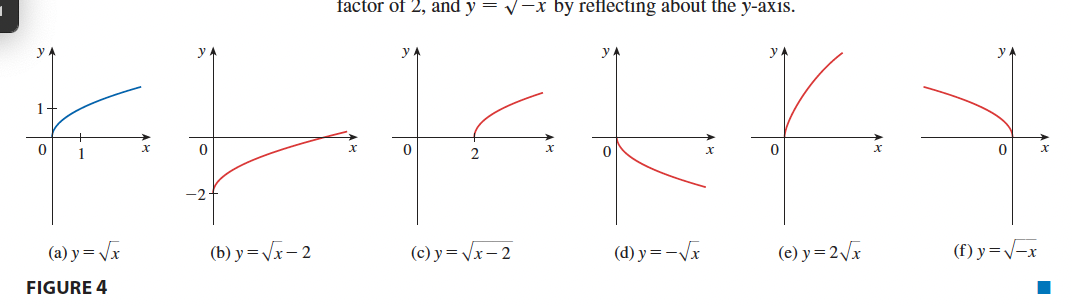 factor of 2, and y = √−x by reflecting about the y-axis.
y y y y y y
1
0 1 x 0 x 0 2 x 0 x 0 x 0 x
−2
(a) y = √x (b) y = √x − 2 (c) y = √(x − 2) (d) y = −√x (e) y = 2√x (f) y = √−x
FIGURE 4